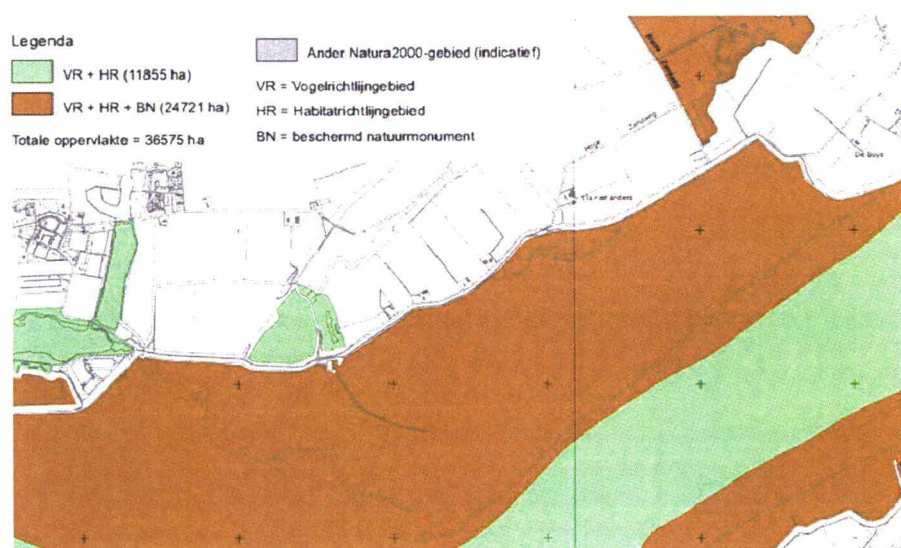 Legenda
VR + HR (11855 ha)
VR + HR + BN (24721 ha)
Totale oppervlakte = 36575 ha
Ander Natura2000-gebied (indicatief)
VR = Vogelrichtlijngebied
HR = Habitatrichtlijngebied
BN = beschermd natuurmonument
De Buys